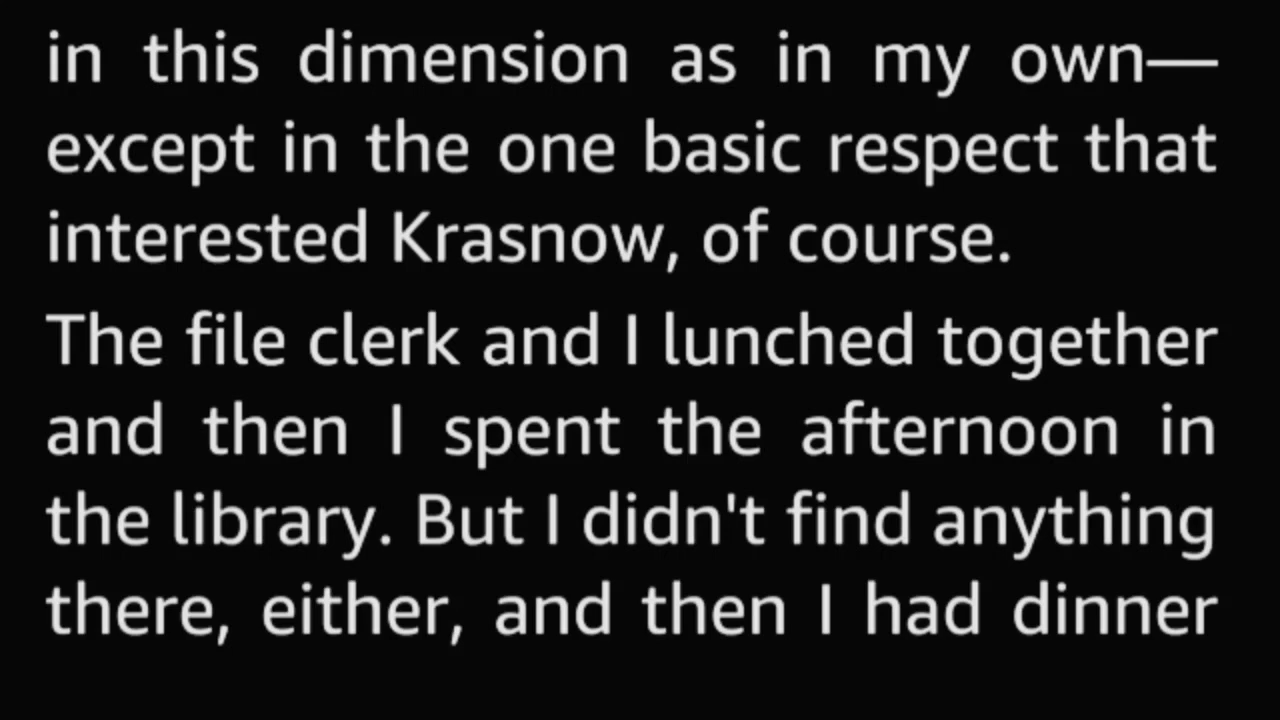 in this dimension as in my own—
except in the one basic respect that
interested Krasnow, of course.
The file clerk and I lunched together
and then I spent the afternoon in
the library. But I didn't find anything
there, either, and then I had dinner